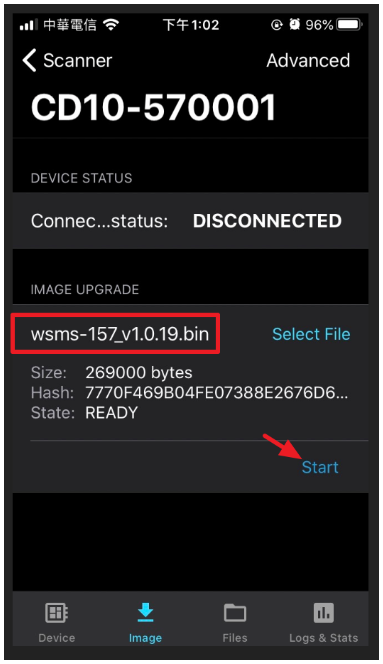 中華電信 下午1:02 96%
Scanner Advanced
CD10-570001
DEVICE STATUS
Connec...status: DISCONNECTED
IMAGE UPGRADE
wsms-157_v1.0.19.bin Select File
Size: 269000 bytes
Hash: 7770F469B04FE07388E2676D6...
State: READY
Start
Device Image Files Logs & Stats